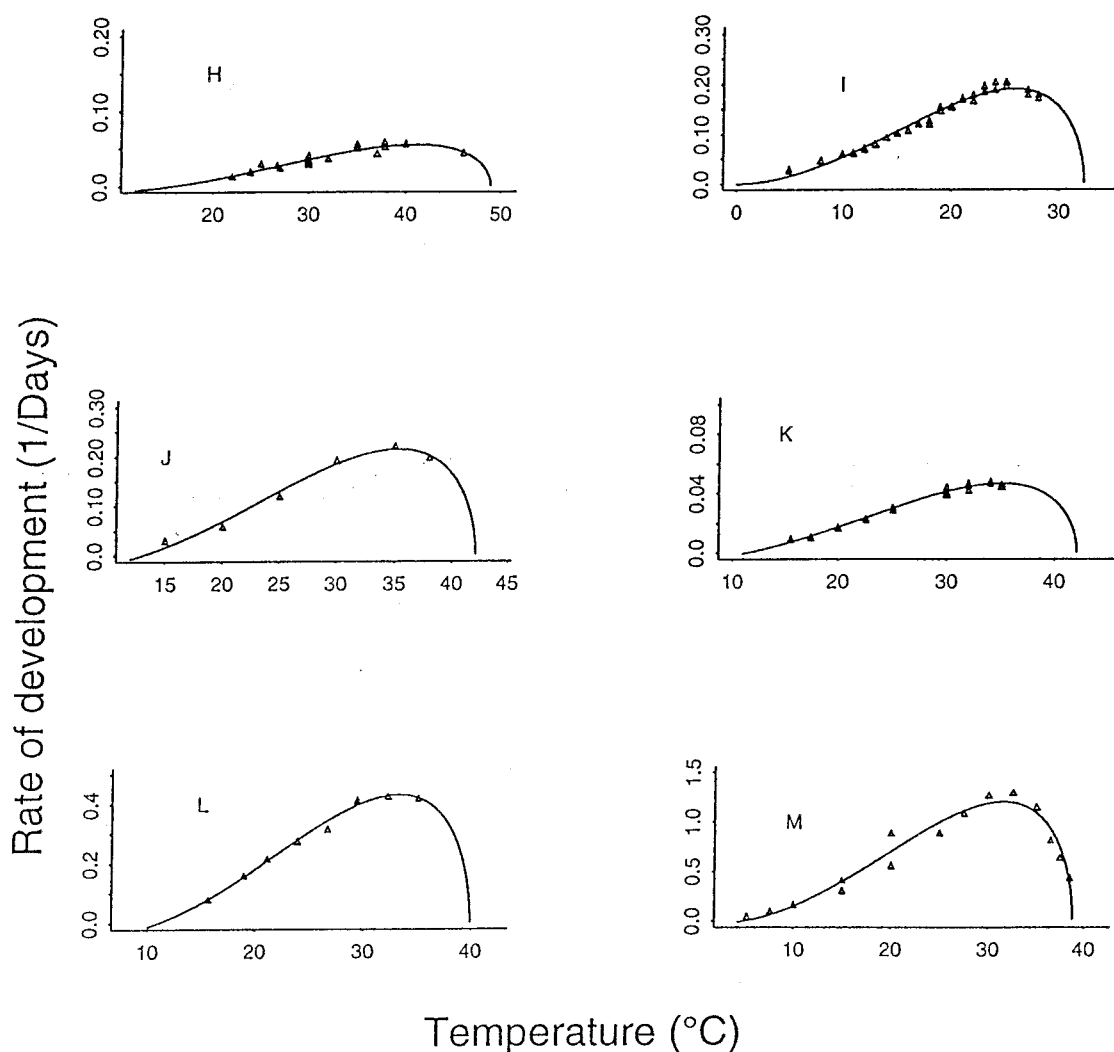 H
0.0 0.10 0.20
20 30 40 50
I
0.0 0.10 0.20 0.30
0 10 20 30
J
0.0 0.10 0.20 0.30
15 20 25 30 35 40 45
K
0.0 0.04 0.08
10 20 30 40
L
0.0 0.2 0.4
10 20 30 40
M
0.0 0.5 1.0 1.5
10 20 30 40
Rate of development (1/Days)
Temperature (°C)